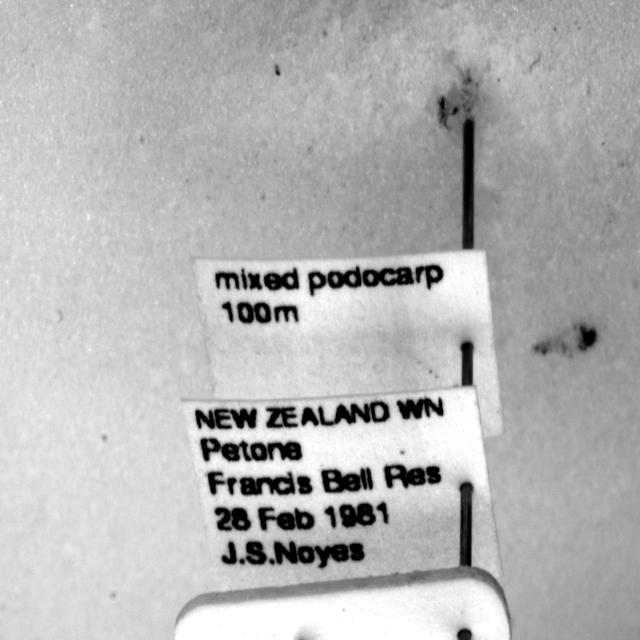 mixed podocarp
100m
NEW ZEALAND WN
Petone
Francis Bell Res
28 Feb 1981
J.S.Noyes